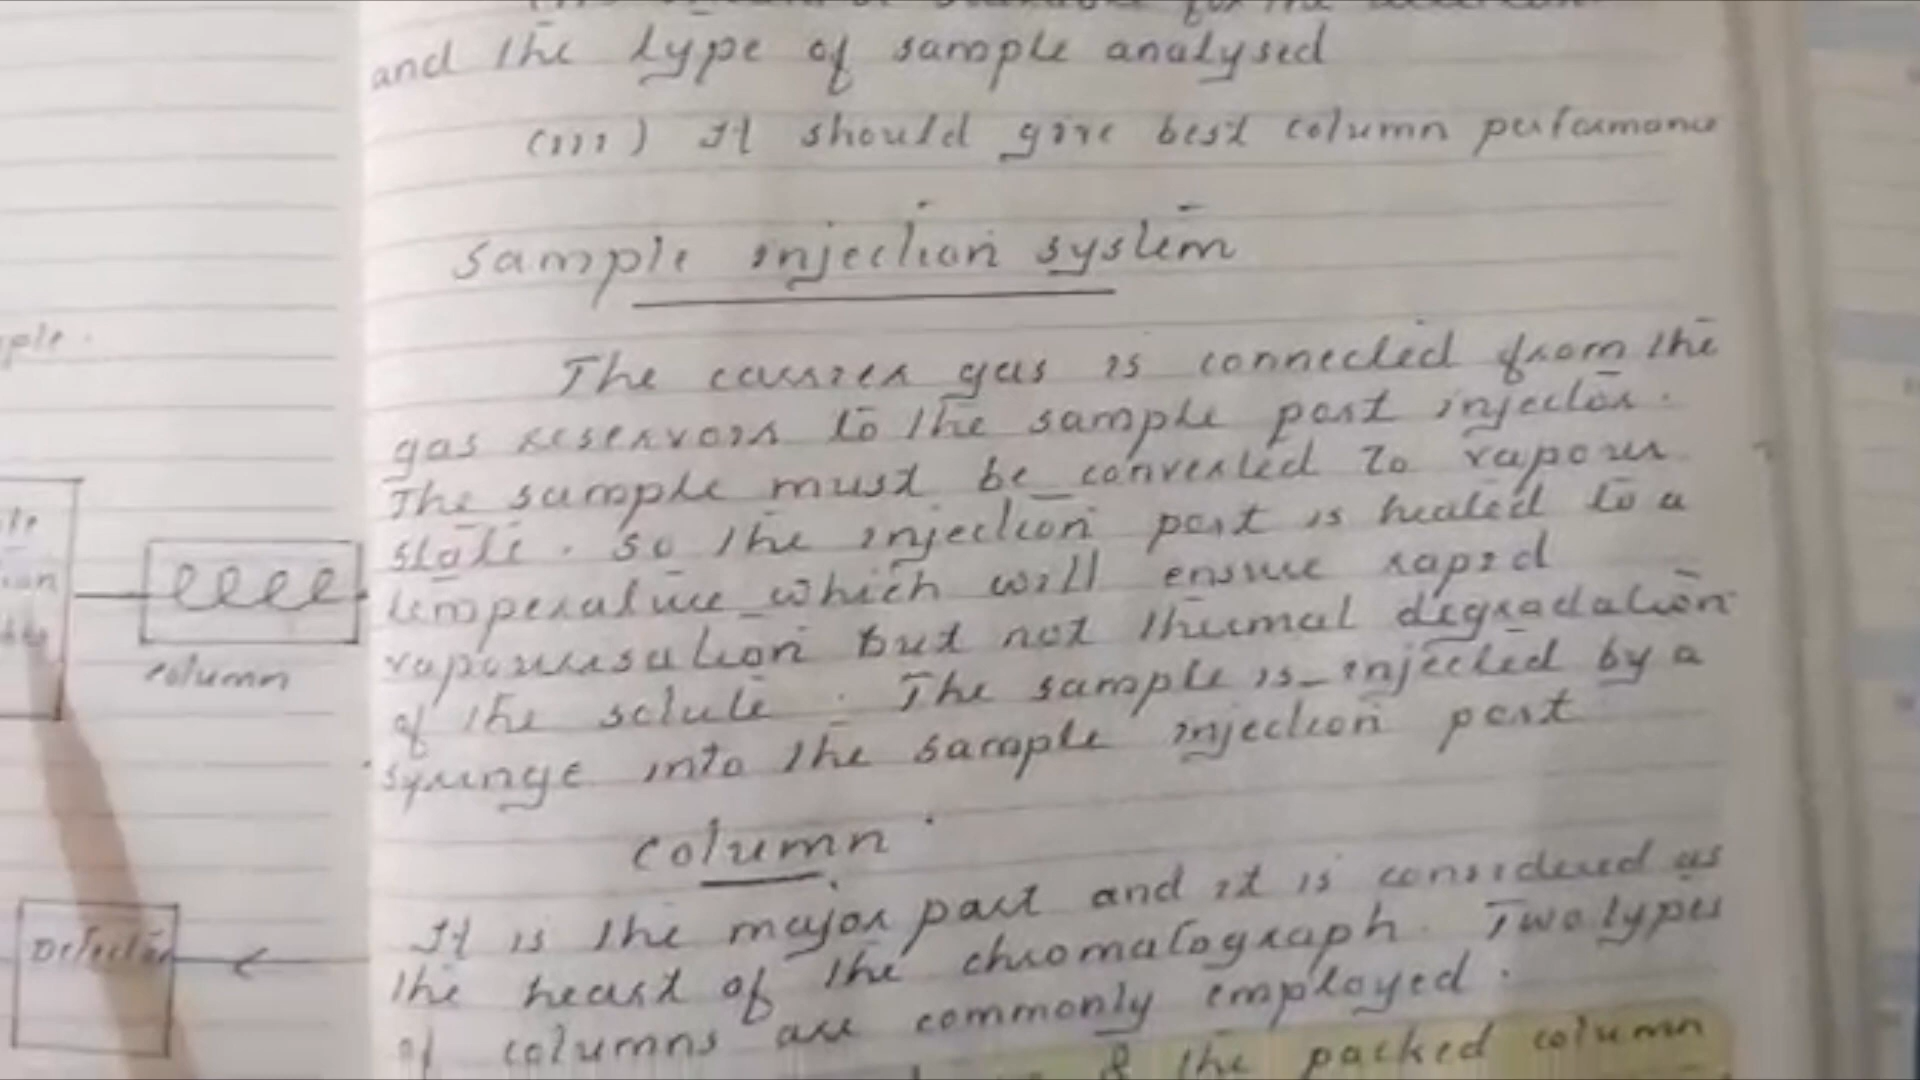 and the type of sample analysed
(iii) It should give best column performance
Sample injection system
The carrier gas is connected from the
gas reservoir to the sample port injector.
The sample must be converted to vapour
state. so the injection port is heated to a
temperature which will ensure rapid
vapourisation but not thermal degradation
of the solute. The sample is injected by a
syringe into the sample injection port
column
It is the major part and it is considered as
the heart of the chromatograph. Two types
of columns are commonly employed.
& the packed column
column
Detector